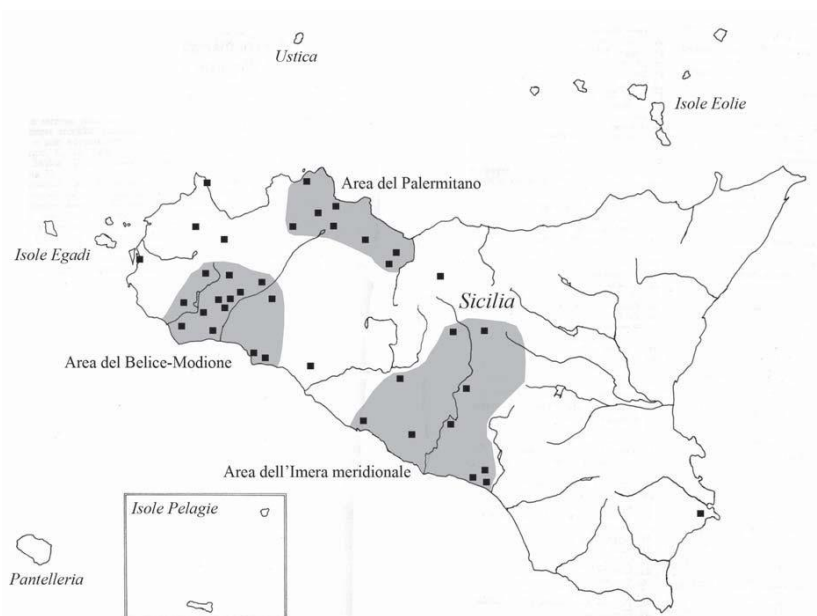 Ustica
Isole Eolie
Area del Palermitano
Isole Egadi
Sicilia
Area del Belice-Modione
Area dell'Imera meridionale
Isole Pelagie
Pantelleria